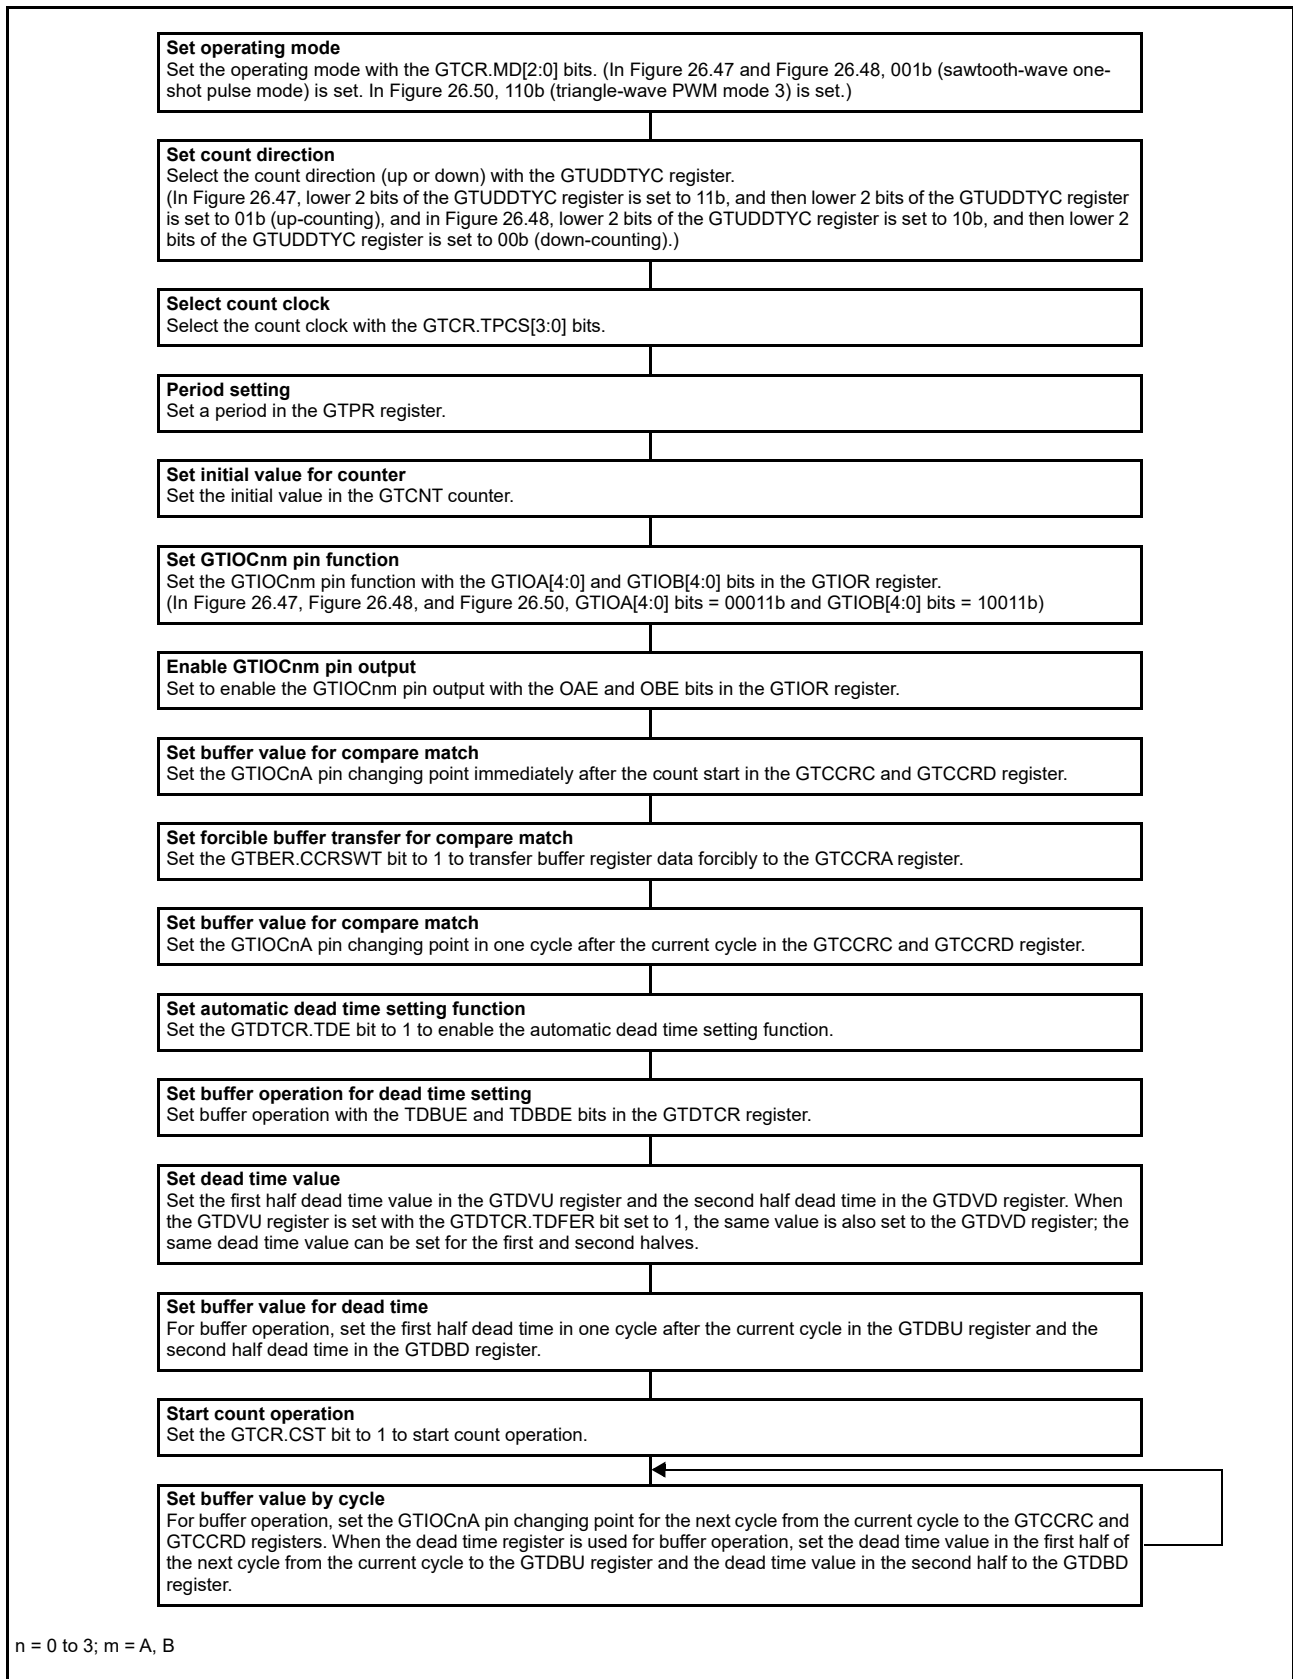 Set operating mode
Set the operating mode with the GTCR.MD[2:0] bits. (In Figure 26.47 and Figure 26.48, 001b (sawtooth-wave one-
shot pulse mode) is set. In Figure 26.50, 110b (triangle-wave PWM mode 3) is set.)
Set count direction
Select the count direction (up or down) with the GTUDDTYC register.
(In Figure 26.47, lower 2 bits of the GTUDDTYC register is set to 11b, and then lower 2 bits of the GTUDDTYC register
is set to 01b (up-counting), and in Figure 26.48, lower 2 bits of the GTUDDTYC register is set to 10b, and then lower 2
bits of the GTUDDTYC register is set to 00b (down-counting).)
Select count clock
Select the count clock with the GTCR.TPCS[3:0] bits.
Period setting
Set a period in the GTPR register.
Set initial value for counter
Set the initial value in the GTCNT counter.
Set GTIOCnm pin function
Set the GTIOCnm pin function with the GTIOA[4:0] and GTIOB[4:0] bits in the GTIOR register.
(In Figure 26.47, Figure 26.48, and Figure 26.50, GTIOA[4:0] bits = 00011b and GTIOB[4:0] bits = 10011b)
Enable GTIOCnm pin output
Set to enable the GTIOCnm pin output with the OAE and OBE bits in the GTIOR register.
Set buffer value for compare match
Set the GTIOCnA pin changing point immediately after the count start in the GTCCRC and GTCCRD register.
Set forcible buffer transfer for compare match
Set the GTBER.CCRSWT bit to 1 to transfer buffer register data forcibly to the GTCCRA register.
Set buffer value for compare match
Set the GTIOCnA pin changing point in one cycle after the current cycle in the GTCCRC and GTCCRD register.
Set automatic dead time setting function
Set the GTDTCR.TDE bit to 1 to enable the automatic dead time setting function.
Set buffer operation for dead time setting
Set buffer operation with the TDBUE and TDBDE bits in the GTDTCR register.
Set dead time value
Set the first half dead time value in the GTDVU register and the second half dead time in the GTDVD register. When
the GTDVU register is set with the GTDTCR.TDFER bit set to 1, the same value is also set to the GTDVD register; the
same dead time value can be set for the first and second halves.
Set buffer value for dead time
For buffer operation, set the first half dead time in one cycle after the current cycle in the GTDBU register and the
second half dead time in the GTDBD register.
Start count operation
Set the GTCR.CST bit to 1 to start count operation.
Set buffer value by cycle
For buffer operation, set the GTIOCnA pin changing point for the next cycle from the current cycle to the GTCCRC and
GTCCRD registers. When the dead time register is used for buffer operation, set the dead time value in the first half of
the next cycle from the current cycle to the GTDBU register and the dead time value in the second half to the GTDBD
register.
n = 0 to 3; m = A, B